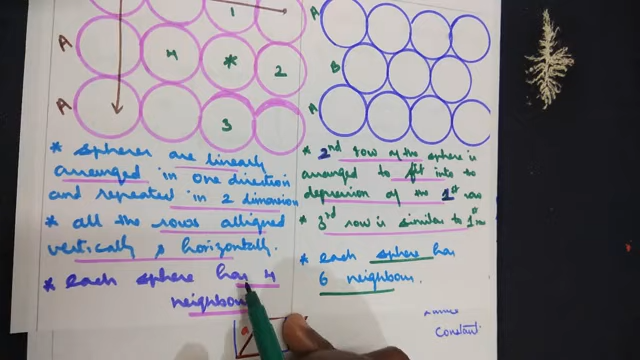 1
A
4
*
2
A
3
* spheres are linearly
arranged in one direction
and repeated in 2 dimension
* all the rows alligned
vertically & horizontally.
* each sphere has 4
neighbour
A
B
A
* 2nd row of the sphere is
arranged to fit into the
depression of the 1st row
* 3rd row is similar to 1st row
* each sphere has
6 neighbour.
Constant
a